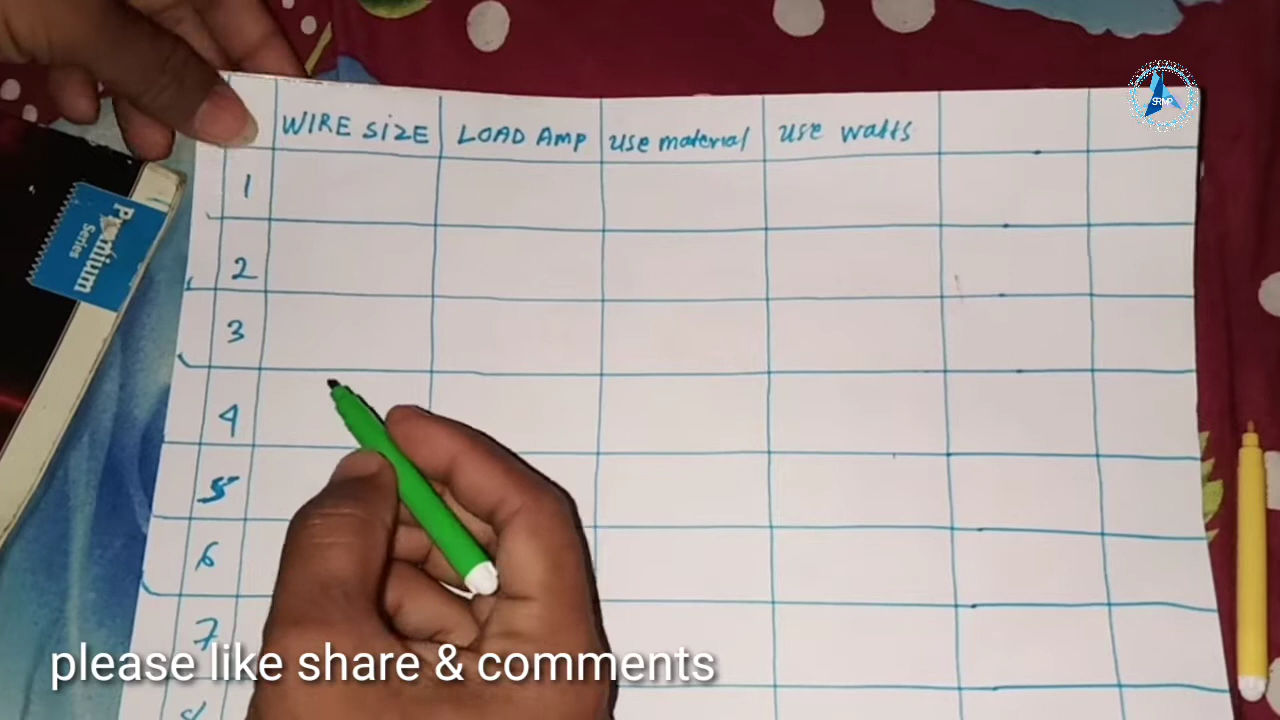 SRMP
WIRE SIZE LOAD AMP Use material Use watts
1
2
3
4
5
6
7
Premium
Series
please like share & comments